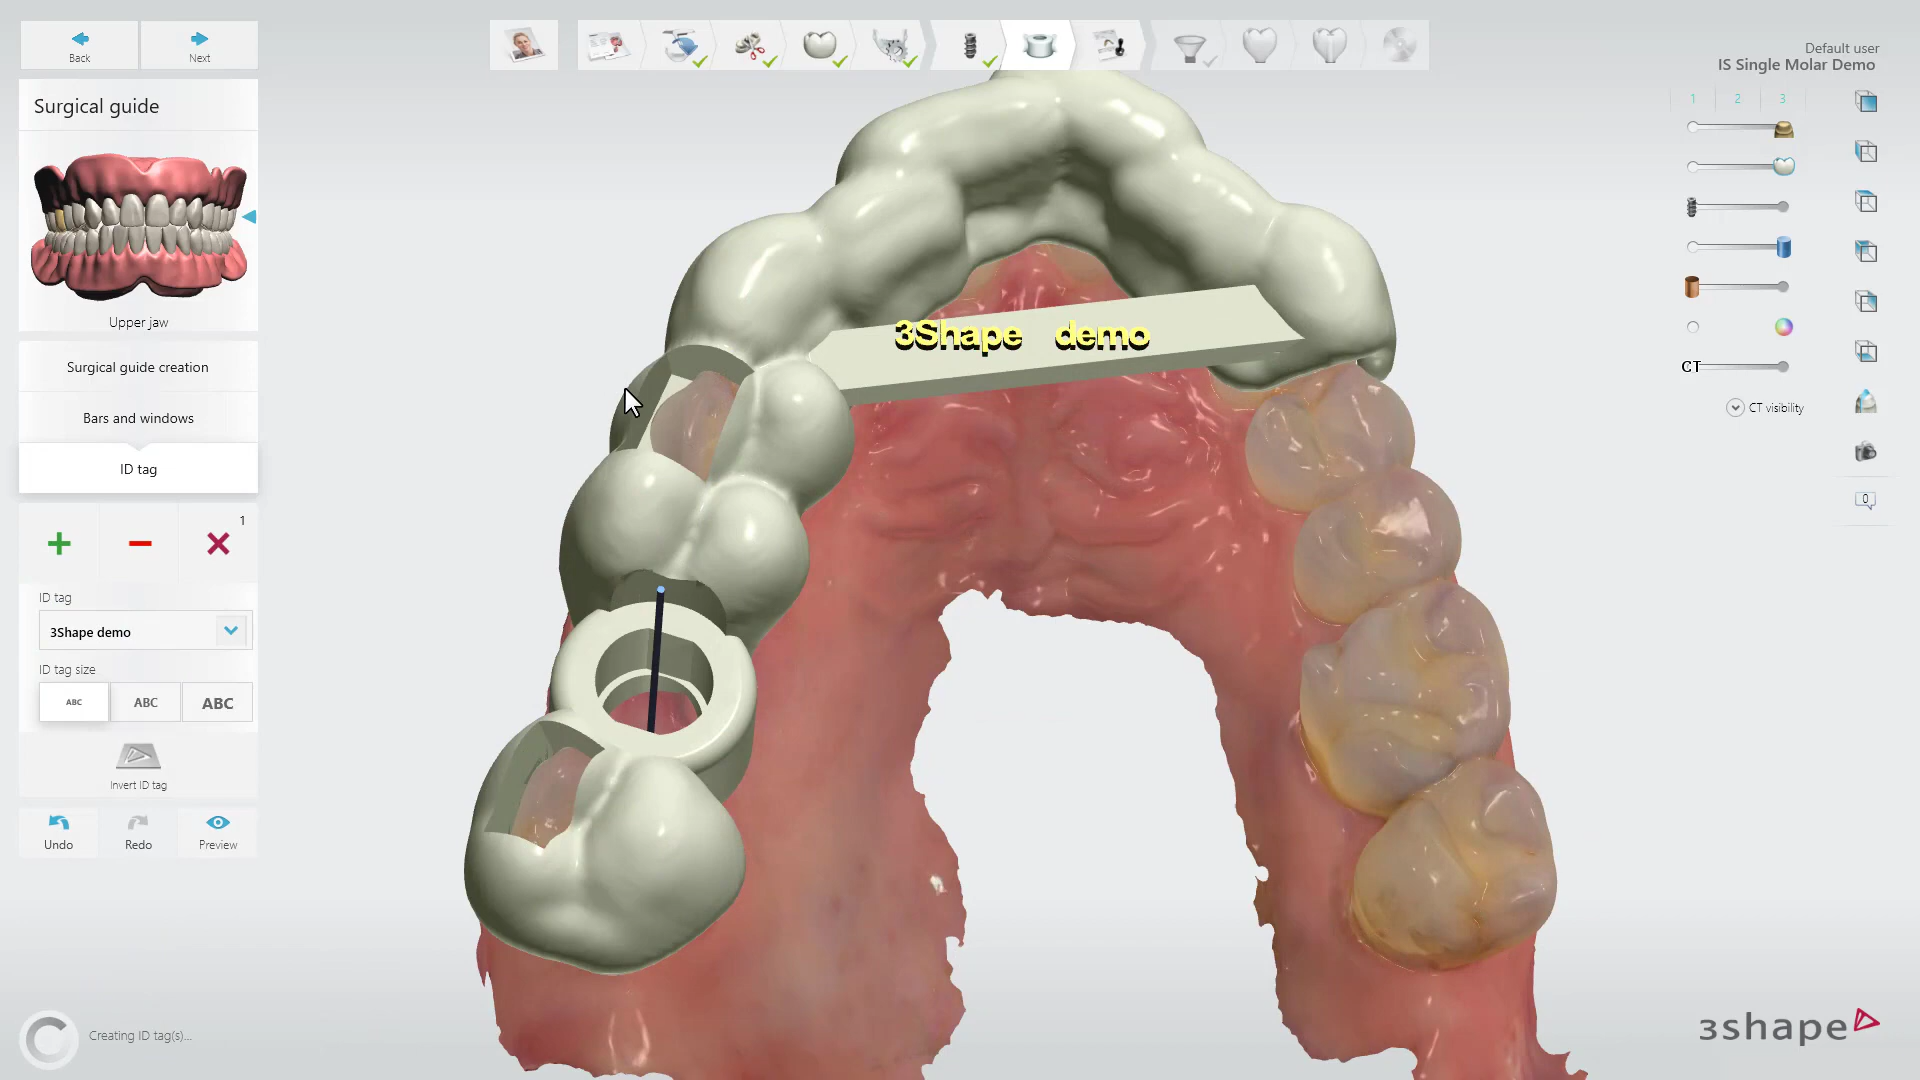 Back
Next
Default user
IS Single Molar Demo
Surgical guide
1 2 3
Upper jaw
Surgical guide creation
Bars and windows
ID tag
CT
CT visibility
0
3Shape demo
1
ID tag
3Shape demo
ID tag size
ABC ABC ABC
Invert ID tag
Undo Redo Preview
Creating ID tag(s)...
3shape